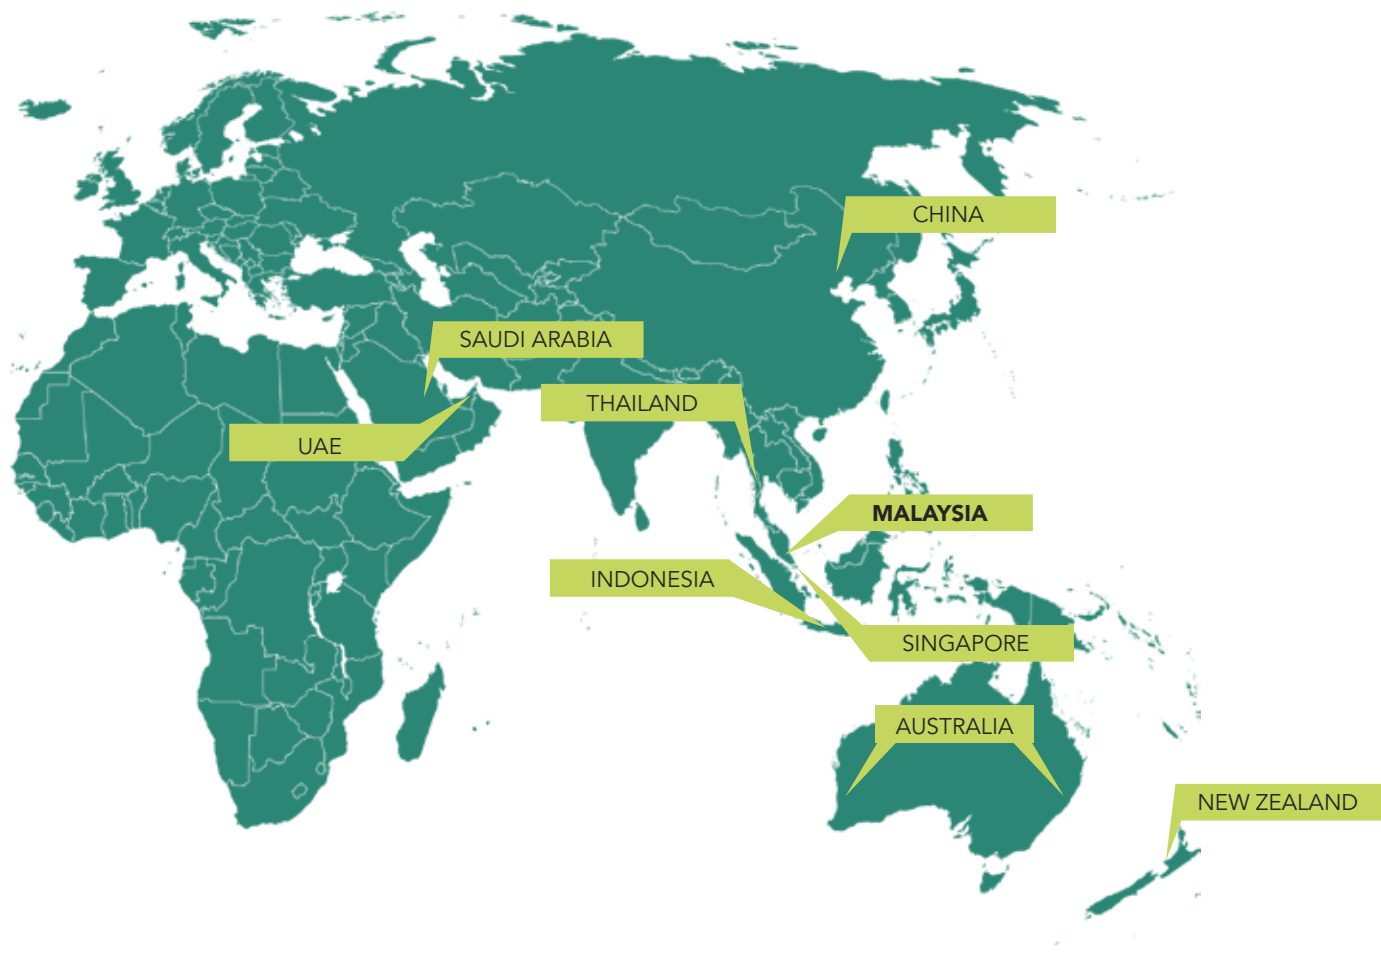 CHINA
SAUDI ARABIA
THAILAND
UAE
MALAYSIA
INDONESIA
SINGAPORE
AUSTRALIA
NEW ZEALAND